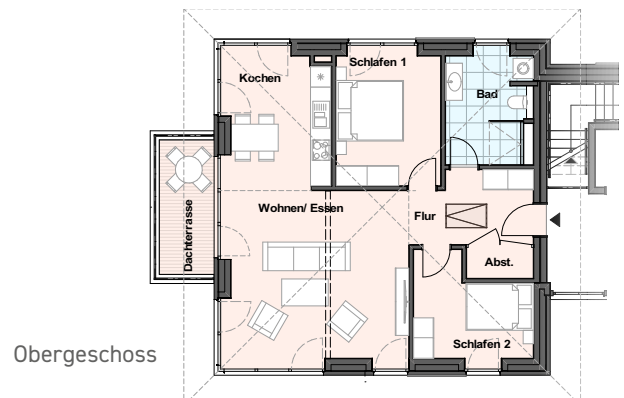 Kochen
Schlafen 1
Bad
Dachterrasse
Wohnen/ Essen
Flur
Abst.
Schlafen 2
Obergeschoss